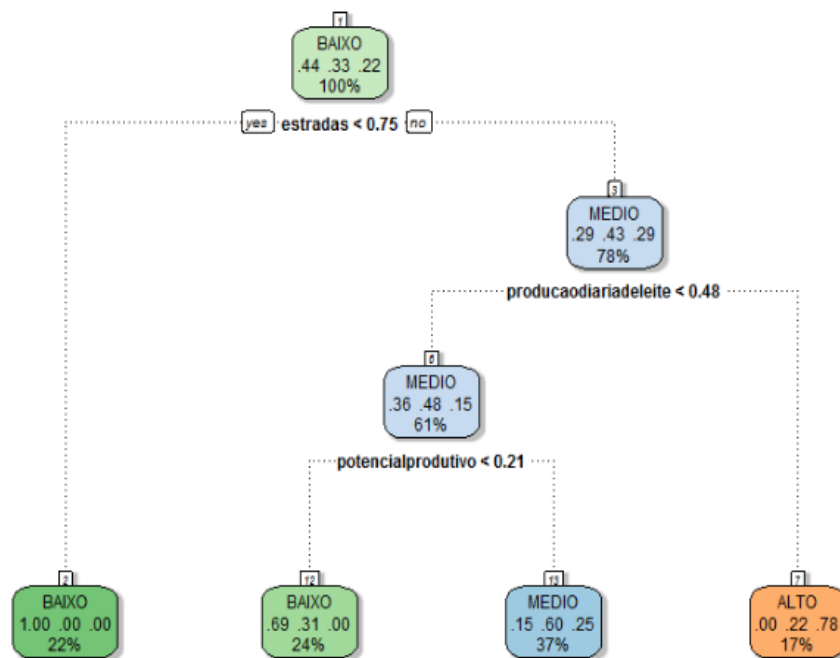 1
BAIXO
.44 .33 .22
100%
yes estradas < 0.75 no
3
MEDIO
.29 .43 .29
78%
producaodiariadeleite < 0.48
6
MEDIO
.36 .48 .15
61%
potencialprodutivo < 0.21
2
BAIXO
1.00 .00 .00
22%
12
BAIXO
.69 .31 .00
24%
13
MEDIO
.15 .60 .25
37%
7
ALTO
.00 .22 .78
17%